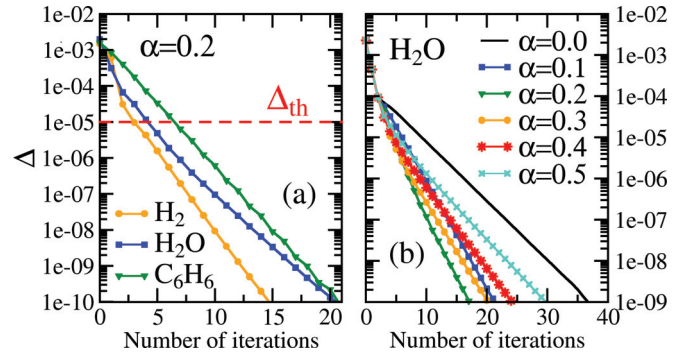 1e-02
1e-03
1e-04
1e-05
1e-06
1e-07
1e-08
1e-09
1e-10
Δ
α=0.2
Δth
(a)
H2
H2O
C6H6
0 5 10 15 20
Number of iterations
H2O
α=0.0
α=0.1
α=0.2
α=0.3
α=0.4
α=0.5
(b)
1e-02
1e-03
1e-04
1e-05
1e-06
1e-07
1e-08
1e-09
0 10 20 30 40
Number of iterations